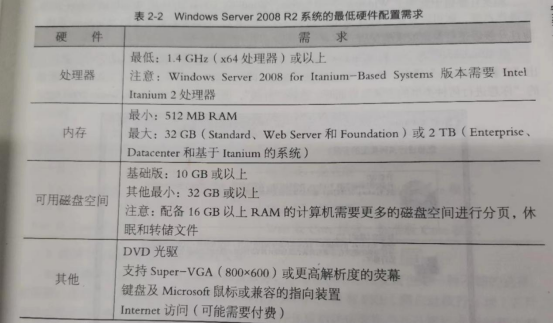 表 2-2 Windows Server 2008 R2 系统的最低硬件配置需求
硬 件 需 求
处理器
最低：1.4 GHz（x64 处理器）或以上
注意：Windows Server 2008 for Itanium-Based Systems 版本需要 Intel
Itanium 2 处理器
内存
最小：512 MB RAM
最大：32 GB（Standard、Web Server 和 Foundation）或 2 TB（Enterprise、
Datacenter 和基于 Itanium 的系统）
可用磁盘空间
基础版：10 GB 或以上
其他最小：32 GB 或以上
注意：配备 16 GB 以上 RAM 的计算机需要更多的磁盘空间进行分页，休
眠和转储文件
其他
DVD 光驱
支持 Super-VGA（800×600）或更高解析度的荧幕
键盘及 Microsoft 鼠标或兼容的指向装置
Internet 访问（可能需要付费）